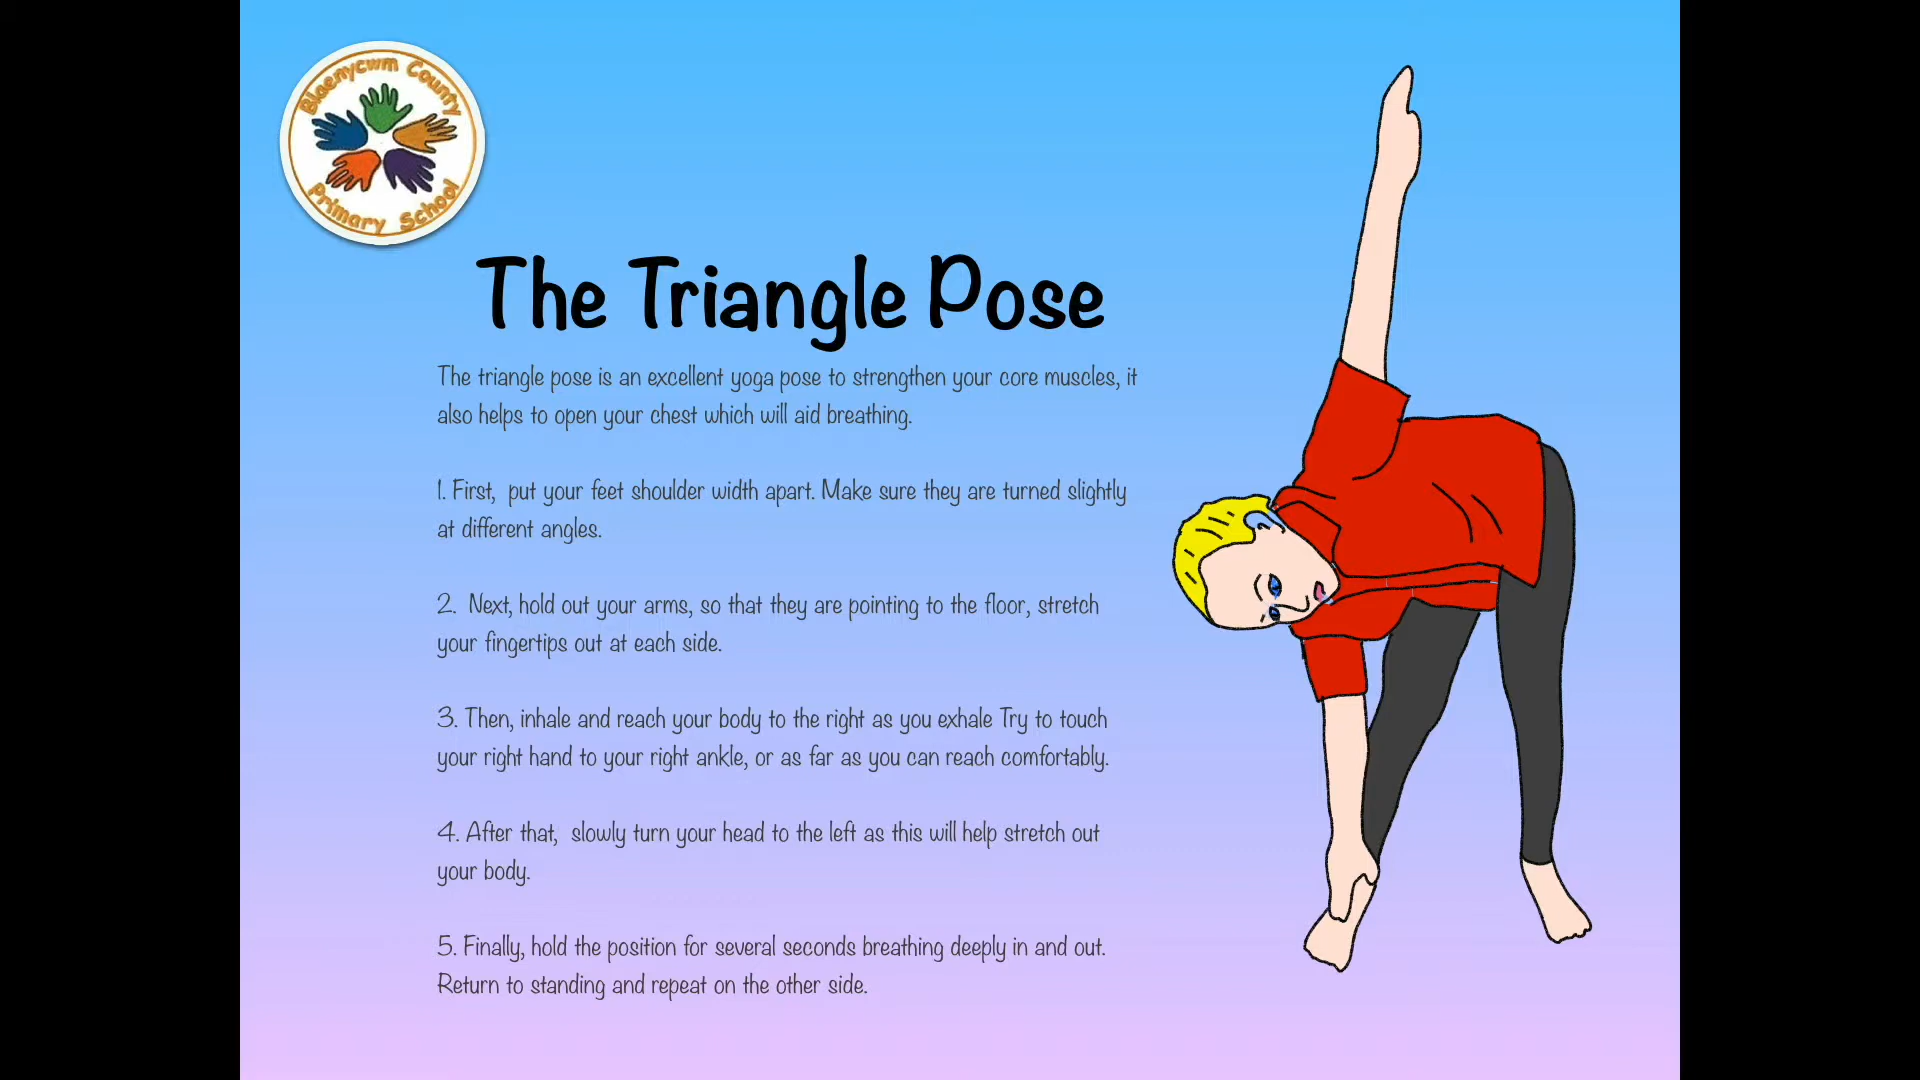 Blaenycwm County
Primary School
The Triangle Pose
The triangle pose is an excellent yoga pose to strengthen your core muscles, it
also helps to open your chest which will aid breathing.
1. First, put your feet shoulder width apart. Make sure they are turned slightly
at different angles.
2. Next, hold out your arms, so that they are pointing to the floor, stretch
your fingertips out at each side.
3. Then, inhale and reach your body to the right as you exhale Try to touch
your right hand to your right ankle, or as far as you can reach comfortably.
4. After that, slowly turn your head to the left as this will help stretch out
your body.
5. Finally, hold the position for several seconds breathing deeply in and out.
Return to standing and repeat on the other side.